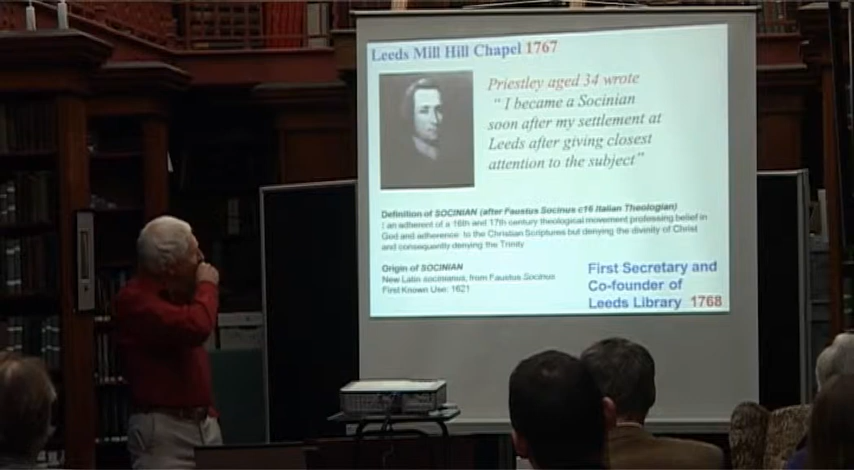 Leeds Mill Hill Chapel 1767
Priestley aged 34 wrote
“ I became a Socinian
soon after my settlement at
Leeds after giving closest
attention to the subject”
Definition of SOCINIAN (after Faustius Socinus c16 Italian Theologian)
: an adherent of a 16th and 17th century theological movement professing belief in
God and adherence to the Christian Scriptures but denying the divinity of Christ
and consequently denying the Trinity
Origin of SOCINIAN
New Latin socinianus, from Faustus Socinus
First Known Use: 1621
First Secretary and
Co-founder of
Leeds Library 1768